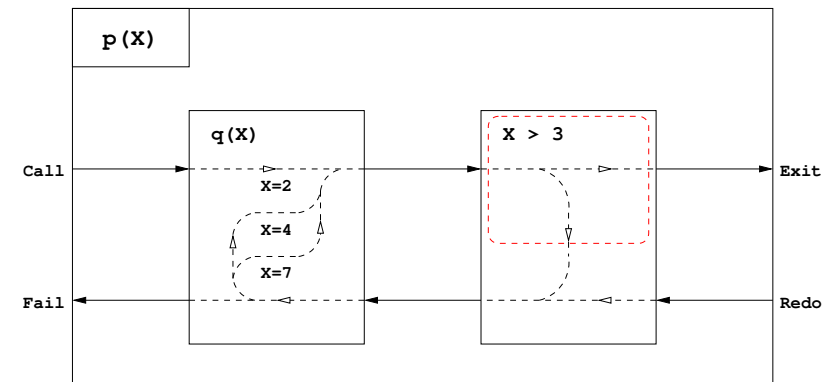 p(X)
q(X)
X > 3
Call
Exit
X=2
X=4
X=7
Fail
Redo